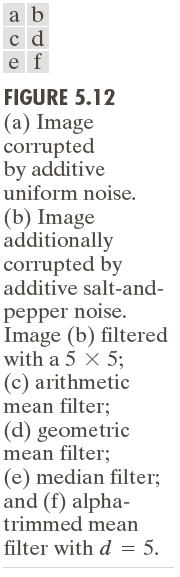 a b
c d
e f
FIGURE 5.12
(a) Image
corrupted
by additive
uniform noise.
(b) Image
additionally
corrupted by
additive salt-and-
pepper noise.
Image (b) filtered
with a 5 × 5;
(c) arithmetic
mean filter;
(d) geometric
mean filter;
(e) median filter;
and (f) alpha-
trimmed mean
filter with d = 5.